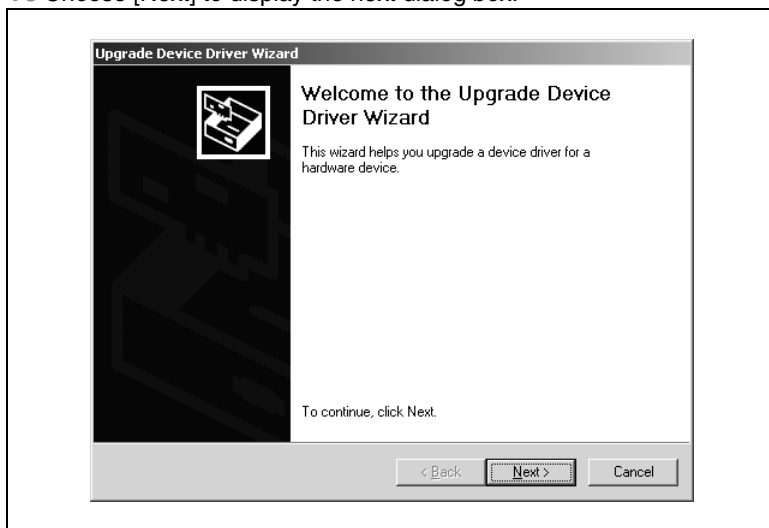 Choose [Next] to display the next dialog box.
Upgrade Device Driver Wizard
Welcome to the Upgrade Device
Driver Wizard
This wizard helps you upgrade a device driver for a
hardware device.
To continue, click Next.
< Back
Next >
Cancel